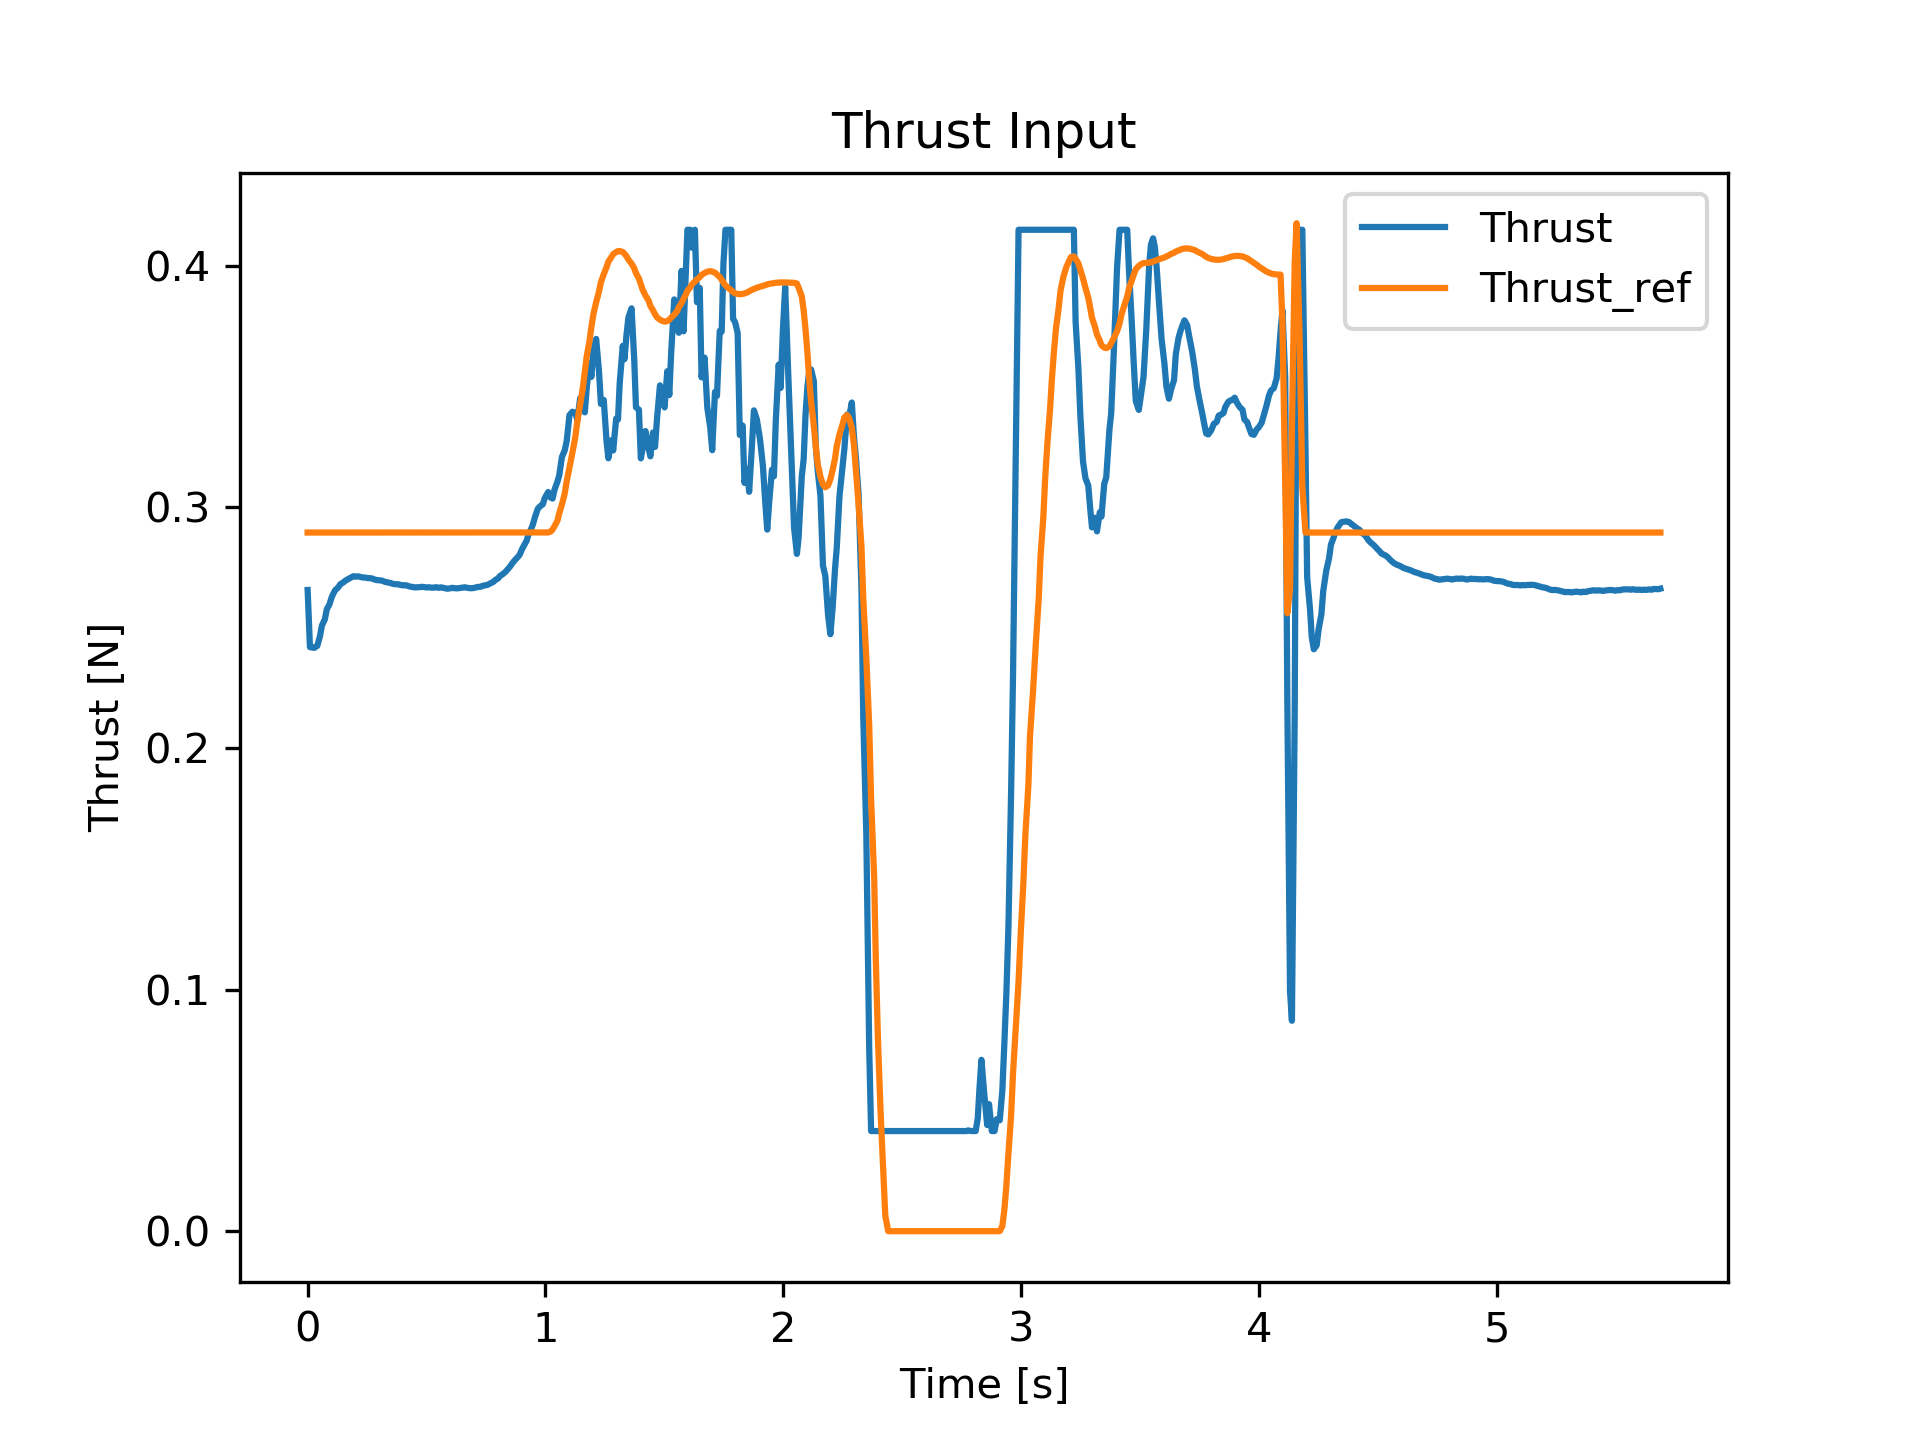 Thrust Input
Thrust
Thrust_ref
0.4
0.3
0.2
0.1
0.0
Thrust [N]
0 1 2 3 4 5
Time [s]